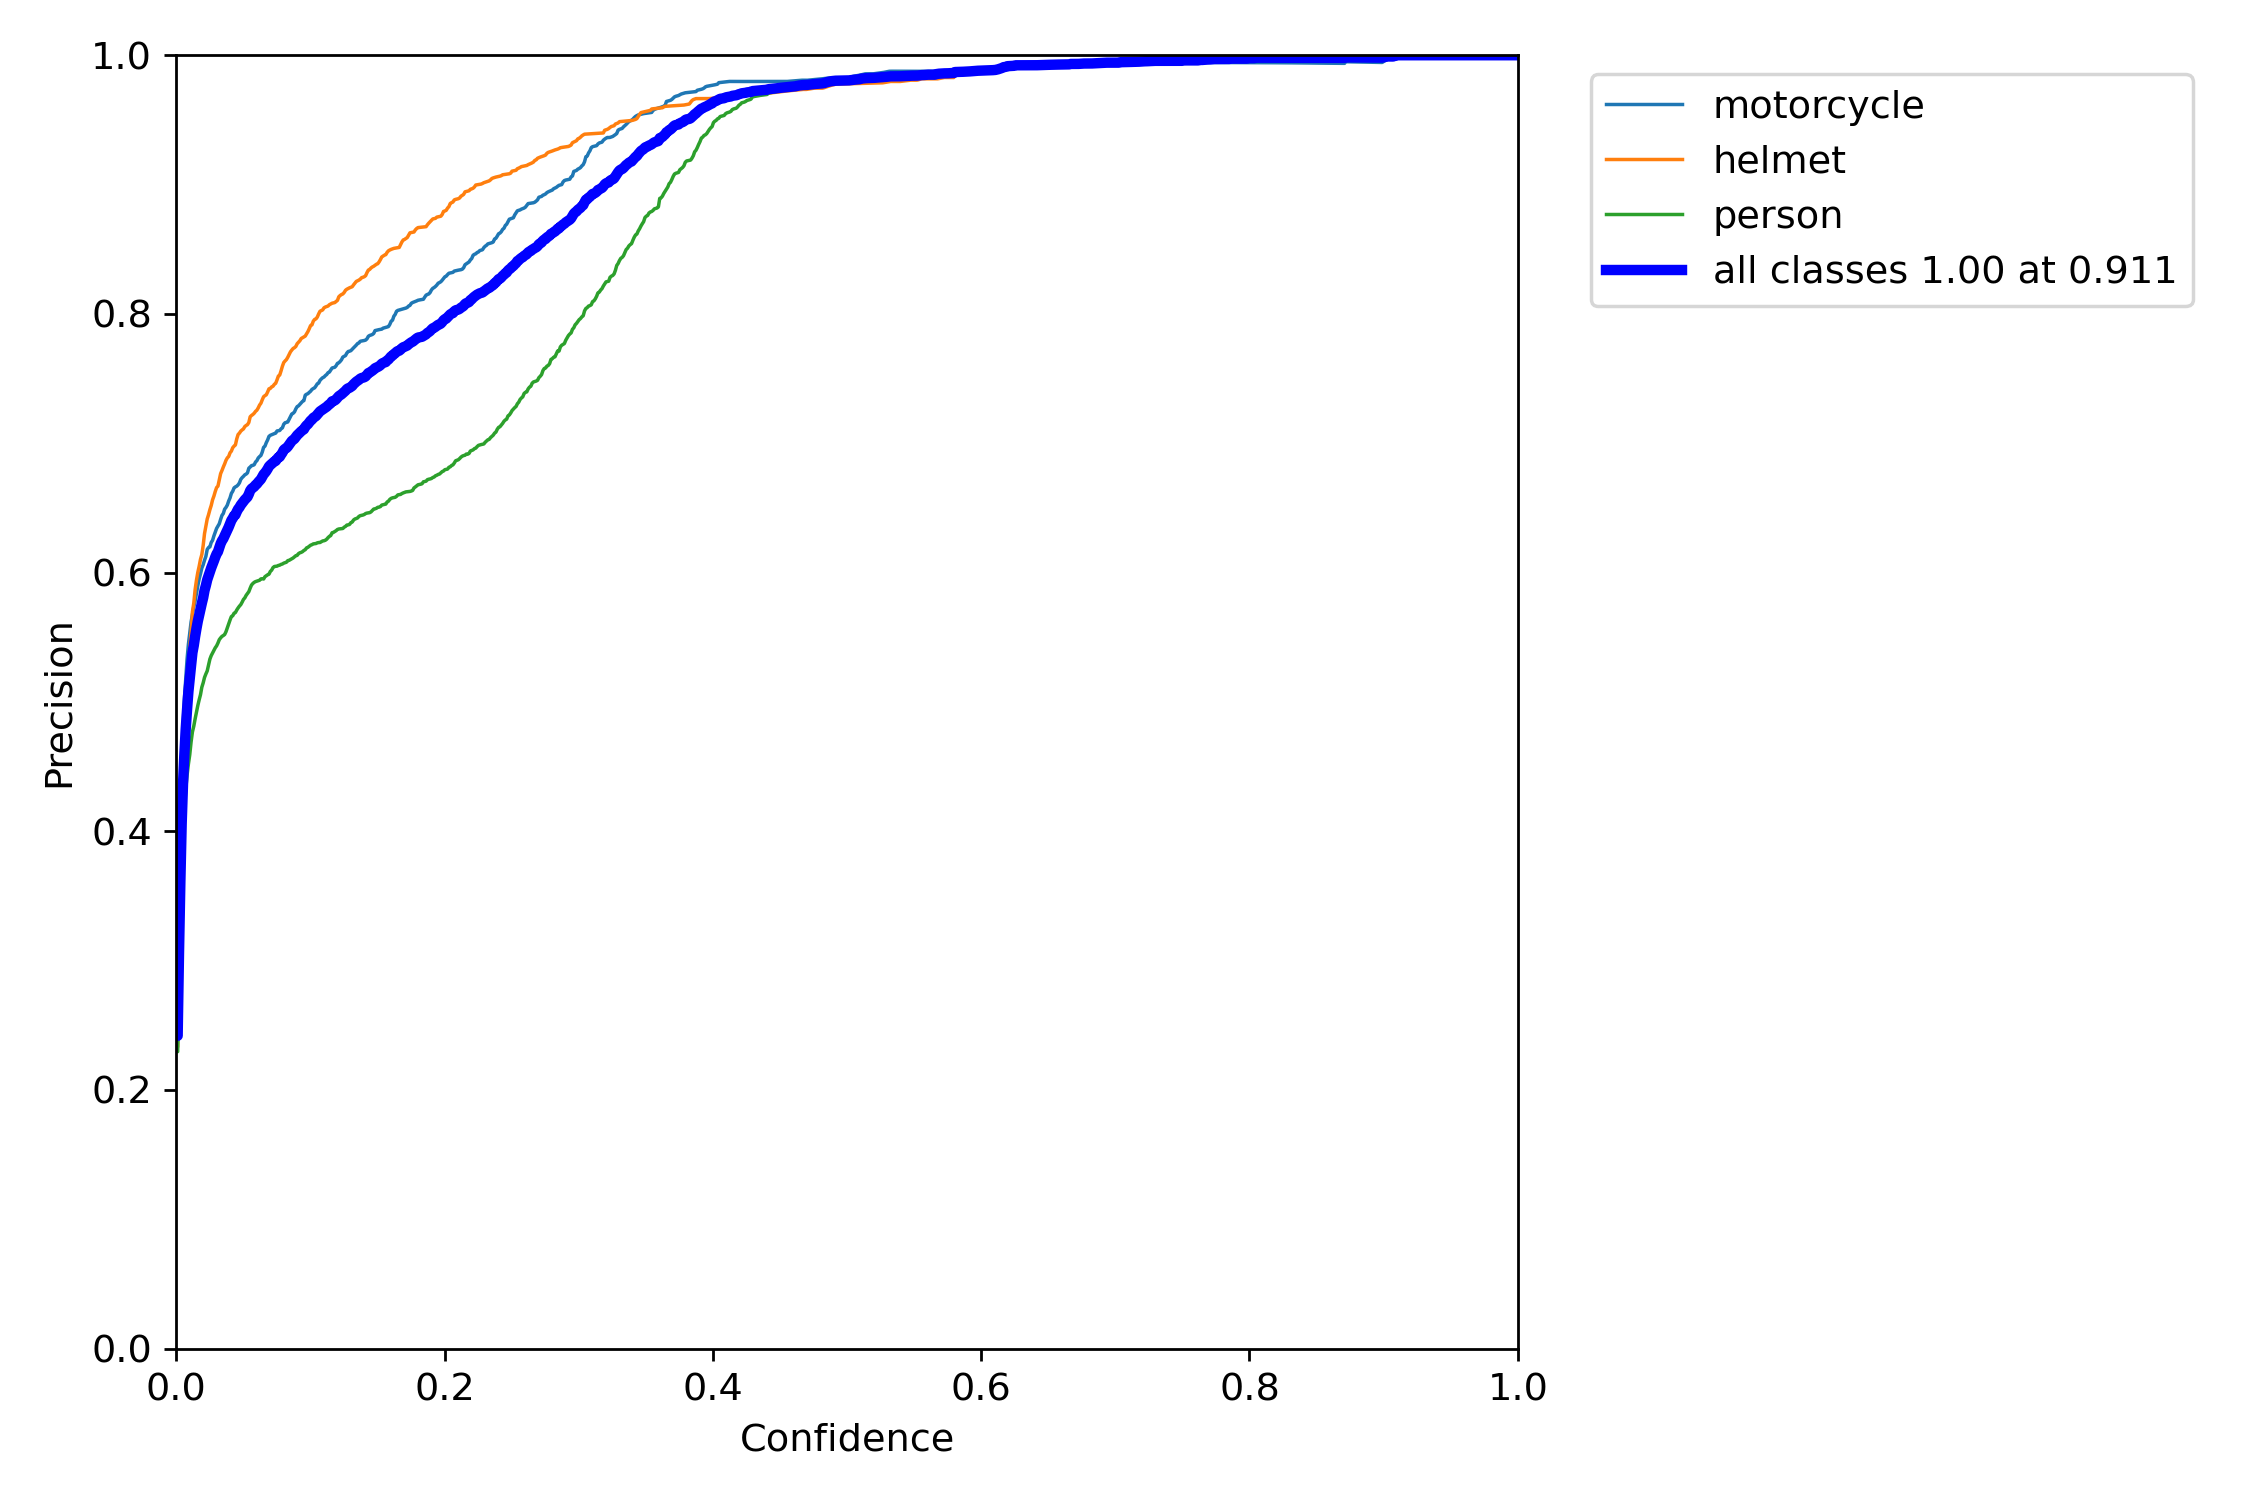 1.0
0.8
0.6
0.4
0.2
0.0
0.0 0.2 0.4 0.6 0.8 1.0
Precision
Confidence
motorcycle
helmet
person
all classes 1.00 at 0.911